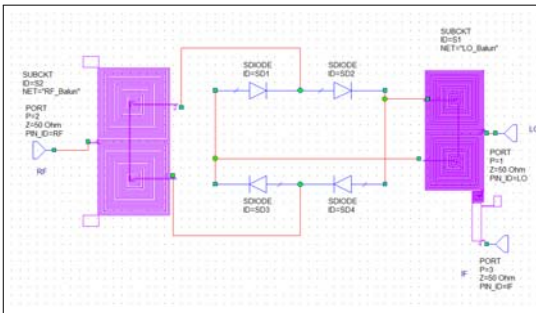 SUBCKT
ID=S2
NET="RF_Balun"
PORT
P=2
Z=50 Ohm
PIN_ID=RF
RF
SDIODE
ID=SD1
SDIODE
ID=SD2
SDIODE
ID=SD3
SDIODE
ID=SD4
SUBCKT
ID=S1
NET="LO_Balun"
LO
PORT
P=1
Z=50 Ohm
PIN_ID=LO
IF
PORT
P=3
Z=50 Ohm
PIN_ID=IF